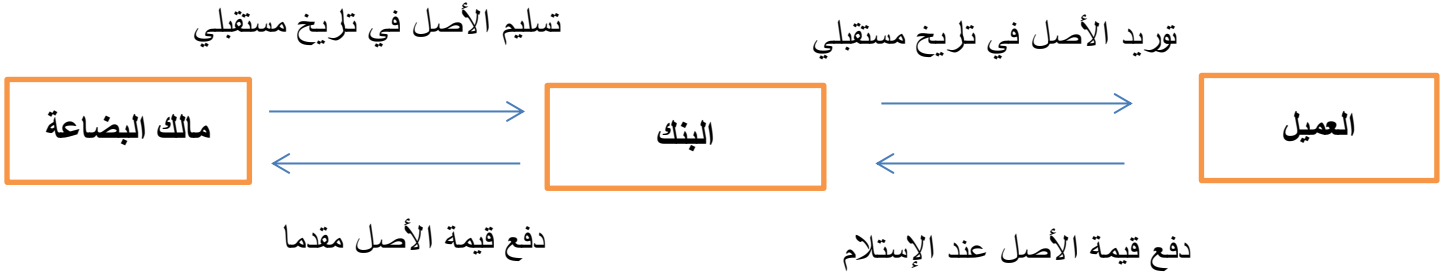 توريد الأصل في تاريخ مستقبلي
تسليم الأصل في تاريخ مستقبلي
العميل
البنك
مالك البضاعة
دفع قيمة الأصل عند الإستلام
دفع قيمة الأصل مقدما